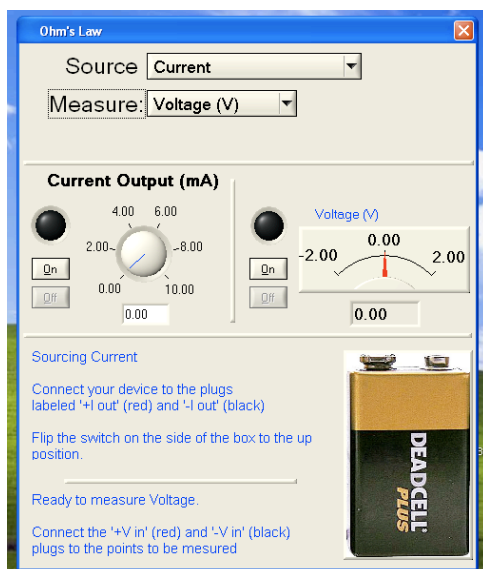 Ohm's Law
Source Current
Measure: Voltage (V)
Current Output (mA)
4.00 6.00
2.00 8.00
0.00 10.00
On
Off
0.00
Voltage (V)
-2.00 0.00 2.00
On
Off
0.00
Sourcing Current
Connect your device to the plugs
labeled '+I out' (red) and '-I out' (black)
Flip the switch on the side of the box to the up
position.
Ready to measure Voltage.
Connect the '+V in' (red) and '-V in' (black)
plugs to the points to be mesured
DEADCELL
PLUS